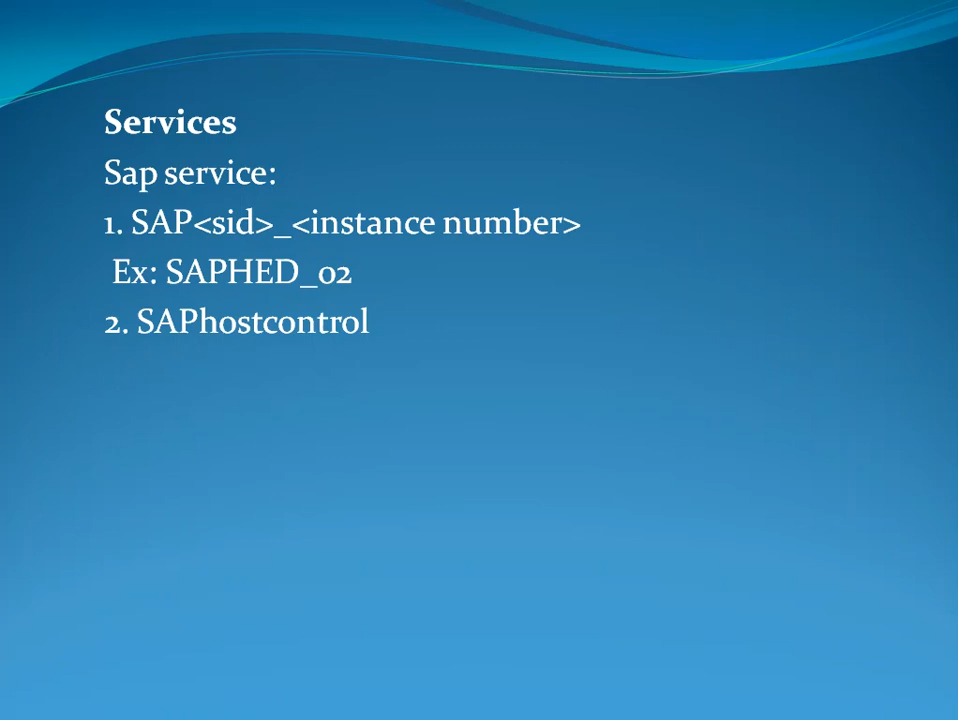 Services
Sap service:
1. SAP<sid>_<instance number>
Ex: SAPHED_02
2. SAPhostcontrol